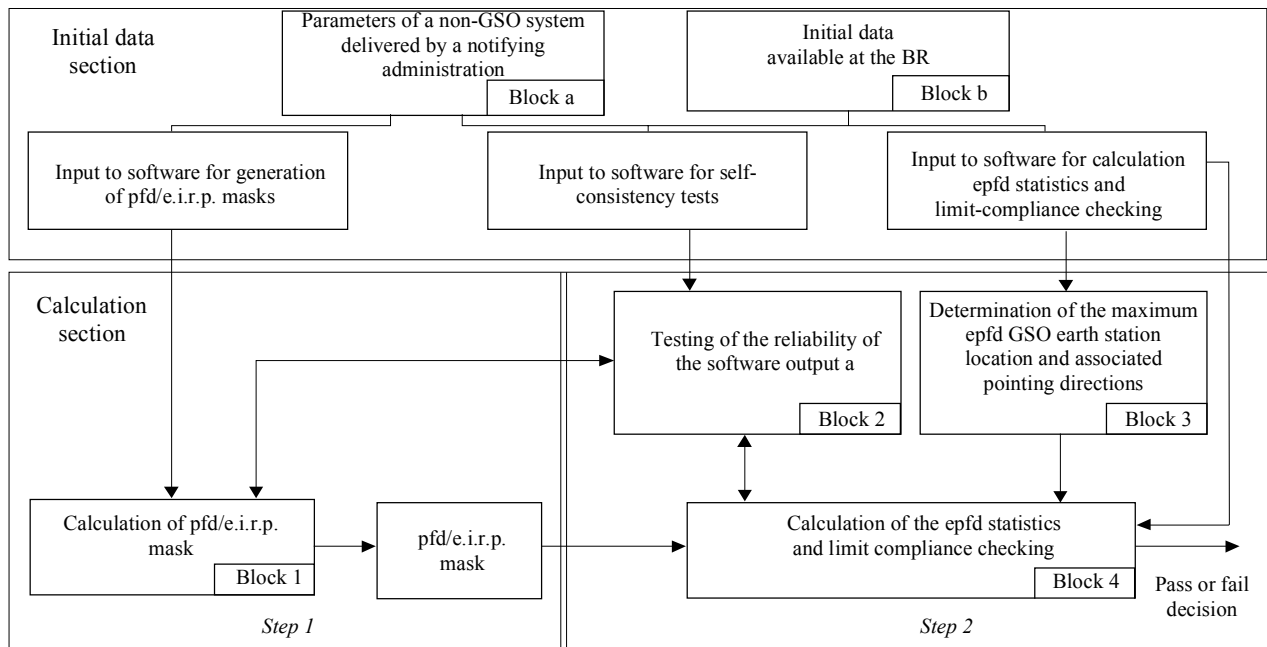 Initial data
section
Parameters of a non-GSO system
delivered by a notifying
administration
Block a
Initial data
available at the BR
Block b
Input to software for generation
of pfd/e.i.r.p. masks
Input to software for self-
consistency tests
Input to software for calculation
epfd statistics and
limit-compliance checking
Calculation
section
Testing of the reliability of
the software output a
Block 2
Determination of the maximum
epfd GSO earth station
location and associated
pointing directions
Block 3
Calculation of pfd/e.i.r.p.
mask
Block 1
pfd/e.i.r.p.
mask
Calculation of the epfd statistics
and limit compliance checking
Block 4
Pass or fail
decision
Step 1
Step 2